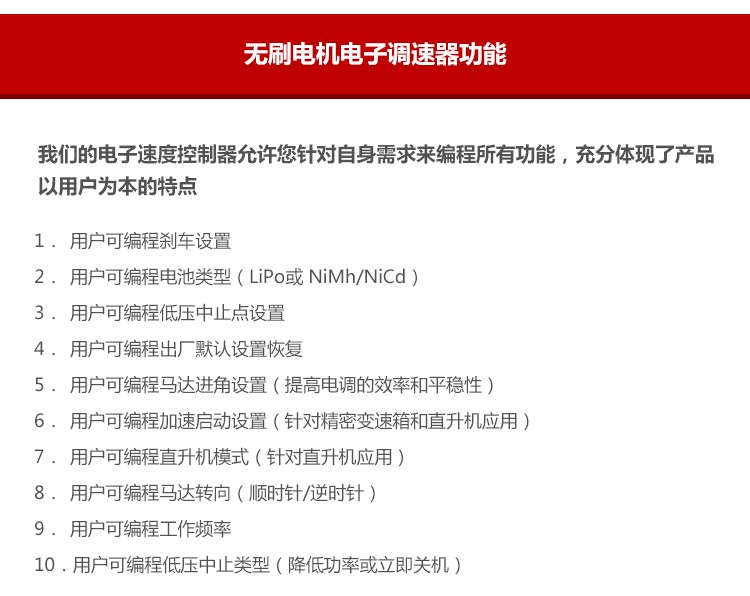 无刷电机电子调速器功能
我们的电子速度控制器允许您针对自身需求来编程所有功能，充分体现了产品
以用户为本的特点
1． 用户可编程刹车设置
2． 用户可编程电池类型（LiPo或 NiMh/NiCd）
3． 用户可编程低压中止点设置
4． 用户可编程出厂默认设置恢复
5． 用户可编程马达进角设置（提高电调的效率和平稳性）
6． 用户可编程加速启动设置（针对精密变速箱和直升机应用）
7． 用户可编程直升机模式（针对直升机应用）
8． 用户可编程马达转向（顺时针/逆时针）
9． 用户可编程工作频率
10．用户可编程低压中止类型（降低功率或立即关机）